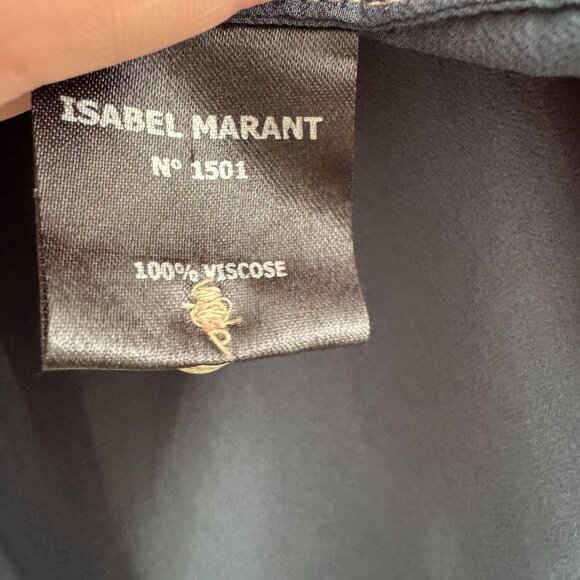 ISABEL MARANT
N° 1501
100% VISCOSE